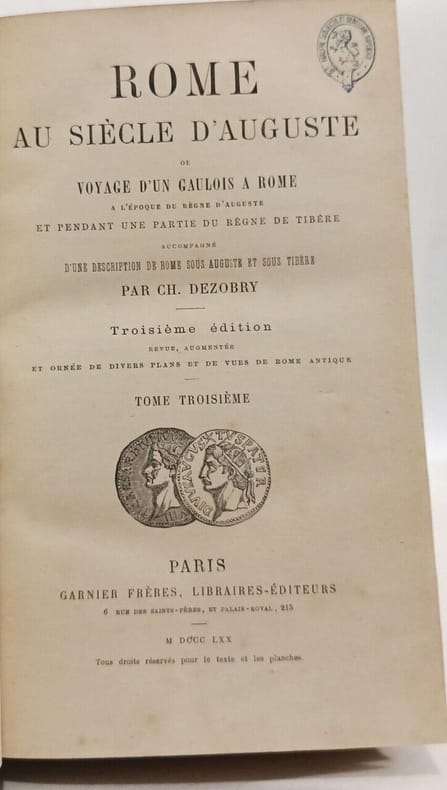 ROME
AU SIÈCLE D'AUGUSTE
OU
VOYAGE D'UN GAULOIS A ROME
A L'ÉPOQUE DU RÈGNE D'AUGUSTE
ET PENDANT UNE PARTIE DU RÈGNE DE TIBÈRE
ACCOMPAGNÉ
D'UNE DESCRIPTION DE ROME SOUS AUGUSTE ET SOUS TIBÈRE
PAR CH. DEZOBRY
Troisième édition
REVUE, AUGMENTÉE
ET ORNÉE DE DIVERS PLANS ET DE VUES DE ROME ANTIQUE
TOME TROISIÈME
DIVVS AVGVSTVS PATER
PARIS
GARNIER FRÈRES, LIBRAIRES-ÉDITEURS
6 RUE DES SAINTS-PÈRES, ET PALAIS-ROYAL, 215
M DCCC LXX
Tous droits réservés pour le texte et les planches.